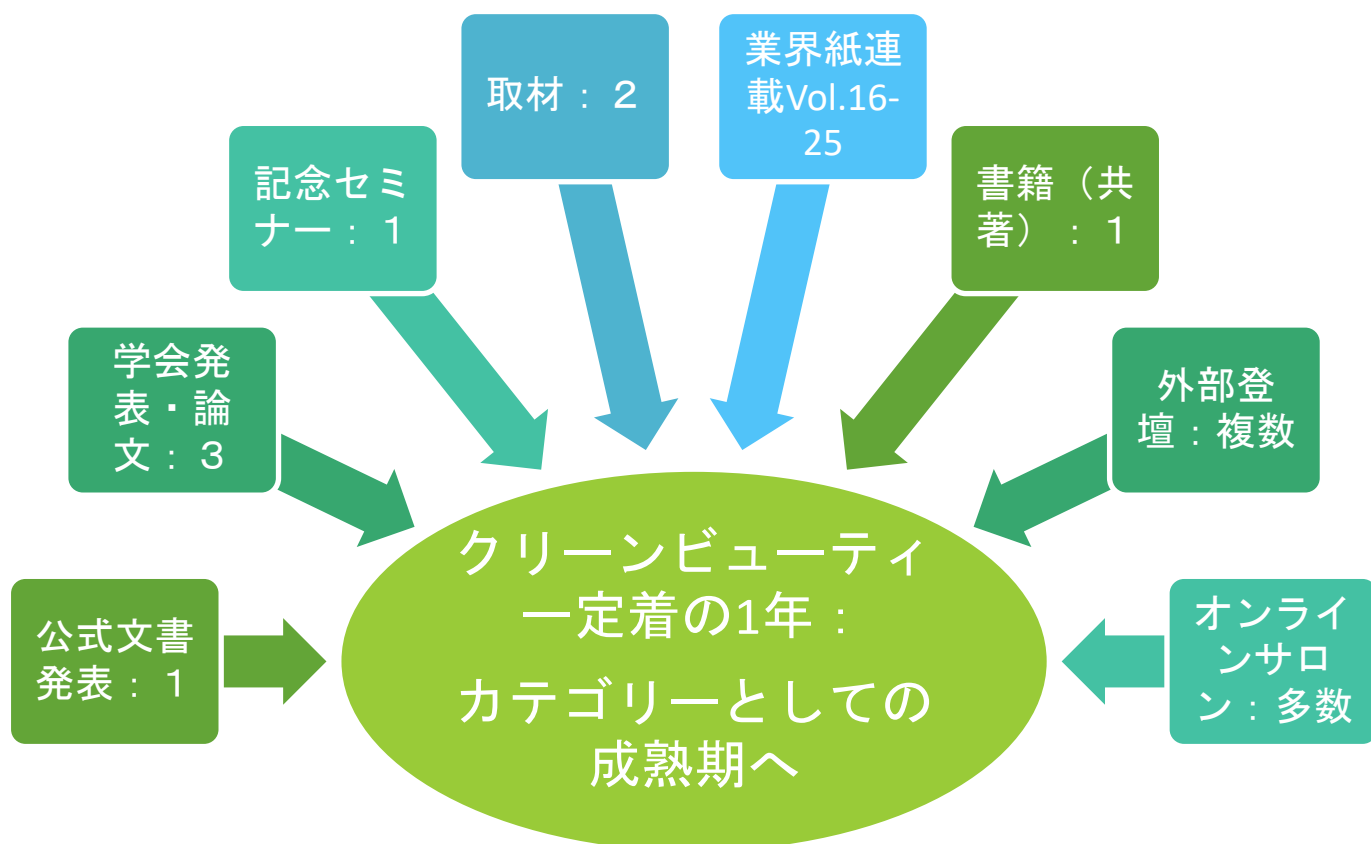 取材：２
業界紙連
載Vol.16-
25
記念セミ
ナー：１
書籍（共
著）：１
学会発
表・論
文：３
外部登
壇：複数
公式文書
発表：１
オンライ
ンサロ
ン：多数
クリーンビューティ
ー定着の1年：
カテゴリーとしての
成熟期へ